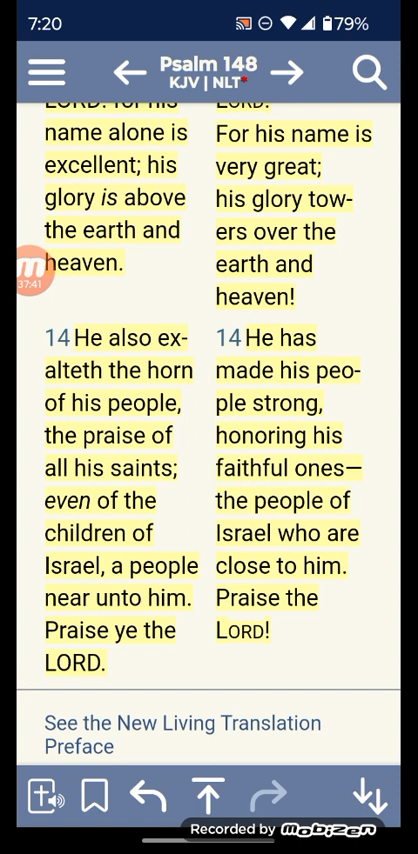 7:20
79%
Psalm 148
KJV | NLT*
LORD: for his
name alone is
excellent; his
glory is above
the earth and
heaven.
14 He also ex-
alteth the horn
of his people,
the praise of
all his saints;
even of the
children of
Israel, a people
near unto him.
Praise ye the
LORD.
LORD.
For his name is
very great;
his glory tow-
ers over the
earth and
heaven!
14 He has
made his peo-
ple strong,
honoring his
faithful ones—
the people of
Israel who are
close to him.
Praise the
LORD!
m
37:41
See the New Living Translation
Preface
Recorded by mobizen